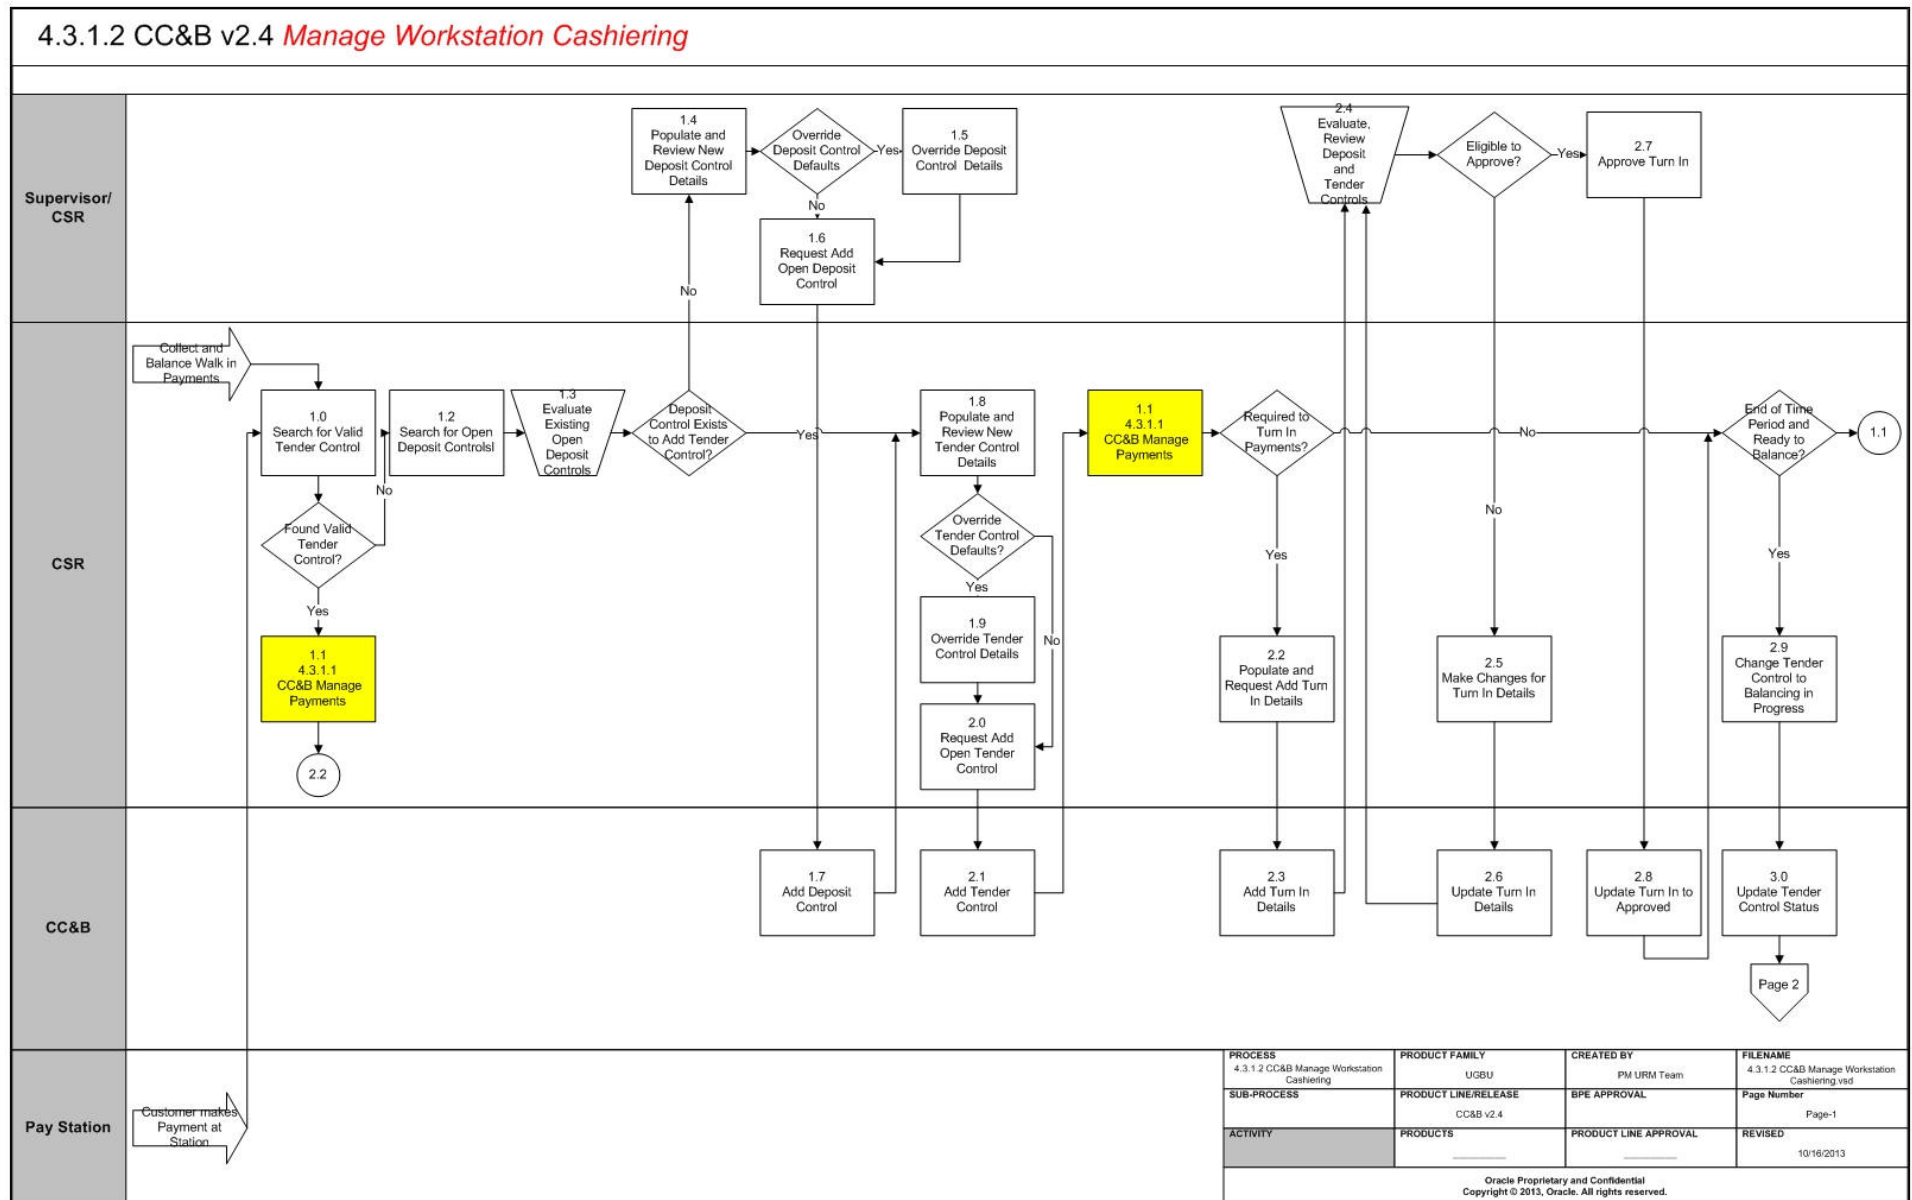 4.3.1.2 CC&B v2.4 Manage Workstation Cashiering
Supervisor/
CSR
1.4
Populate and
Review New
Deposit Control
Details
Override
Deposit Control
Defaults
Yes
1.5
Override Deposit
Control Details
No
1.6
Request Add
Open Deposit
Control
No
2.4
Evaluate,
Review
Deposit
and
Tender
Controls
Eligible to
Approve?
Yes
2.7
Approve Turn In
CSR
Collect and
Balance Walk in
Payments
1.0
Search for Valid
Tender Control
No
1.2
Search for Open
Deposit Controlsl
1.3
Evaluate
Existing
Open
Deposit
Controls
Deposit
Control Exists
to Add Tender
Control?
Yes
Found Valid
Tender
Control?
Yes
1.1
4.3.1.1
CC&B Manage
Payments
2.2
1.8
Populate and
Review New
Tender Control
Details
Override
Tender Control
Defaults?
Yes
No
1.9
Override Tender
Control Details
2.0
Request Add
Open Tender
Control
1.1
4.3.1.1
CC&B Manage
Payments
Required to
Turn In
Payments?
No
Yes
2.2
Populate and
Request Add Turn
In Details
No
2.5
Make Changes for
Turn In Details
End of Time
Period and
Ready to
Balance?
1.1
Yes
2.9
Change Tender
Control to
Balancing in
Progress
CC&B
1.7
Add Deposit
Control
2.1
Add Tender
Control
2.3
Add Turn In
Details
2.6
Update Turn In
Details
2.8
Update Turn In to
Approved
3.0
Update Tender
Control Status
Page 2
Pay Station
Customer makes
Payment at
Station
PROCESS
4.3.1.2 CC&B Manage Workstation
Cashiering
PRODUCT FAMILY
UGBU
CREATED BY
PM URM Team
FILENAME
4.3.1.2 CC&B Manage Workstation
Cashiering.vsd
SUB-PROCESS
PRODUCT LINE/RELEASE
CC&B v2.4
BPE APPROVAL
Page Number
Page-1
ACTIVITY
PRODUCTS
PRODUCT LINE APPROVAL
REVISED
10/16/2013
Oracle Proprietary and Confidential
Copyright © 2013, Oracle. All rights reserved.